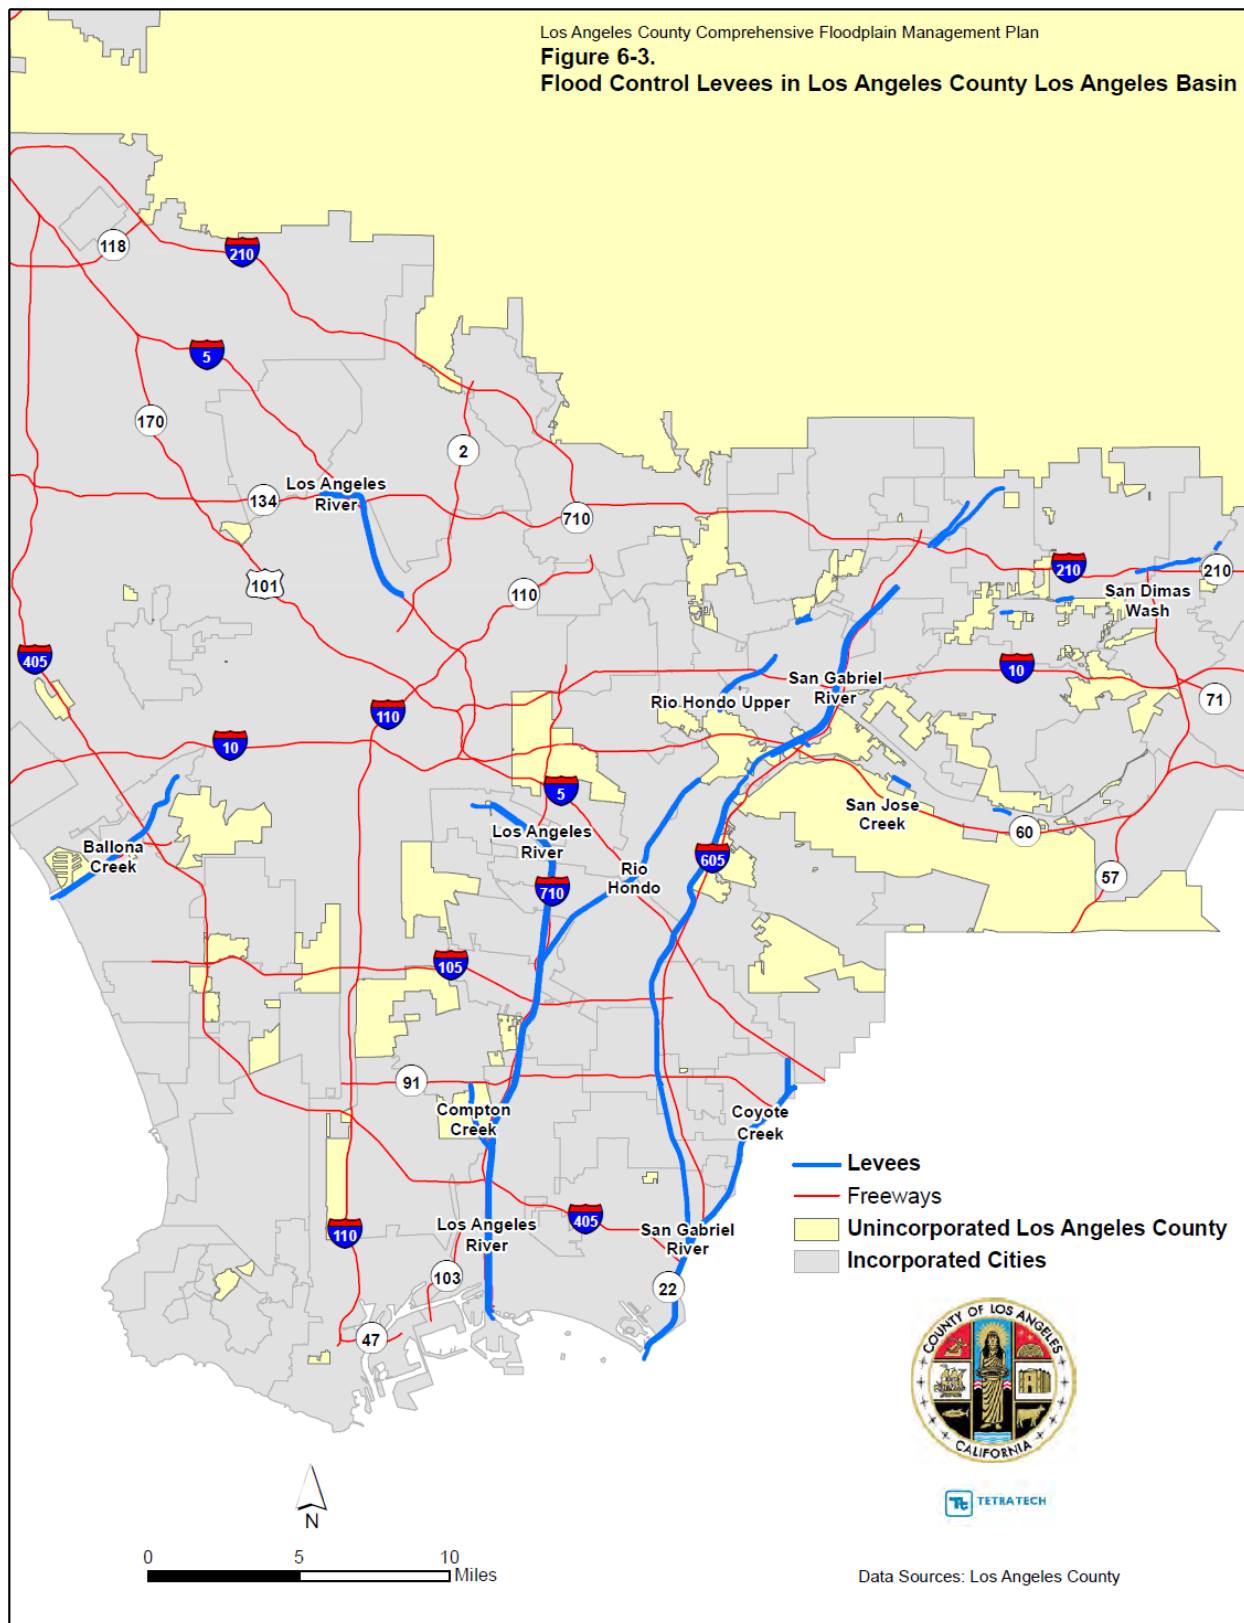 Los Angeles County Comprehensive Floodplain Management Plan
Figure 6-3.
Flood Control Levees in Los Angeles County Los Angeles Basin
118
210
5
170
2
134
Los Angeles
River
710
101
110
210
210
San Dimas
Wash
405
10
San Gabriel
River
Rio Hondo Upper
71
110
10
5
San Jose
Creek
60
Los Angeles
River
Ballona
Creek
605
Rio
Hondo
57
710
105
91
Compton
Creek
Coyote
Creek
Levees
Freeways
Unincorporated Los Angeles County
Incorporated Cities
110
Los Angeles
River
405
San Gabriel
River
103
22
47
COUNTY OF LOS ANGELES
CALIFORNIA
Tt TETRATECH
N
0 5 10
Miles
Data Sources: Los Angeles County